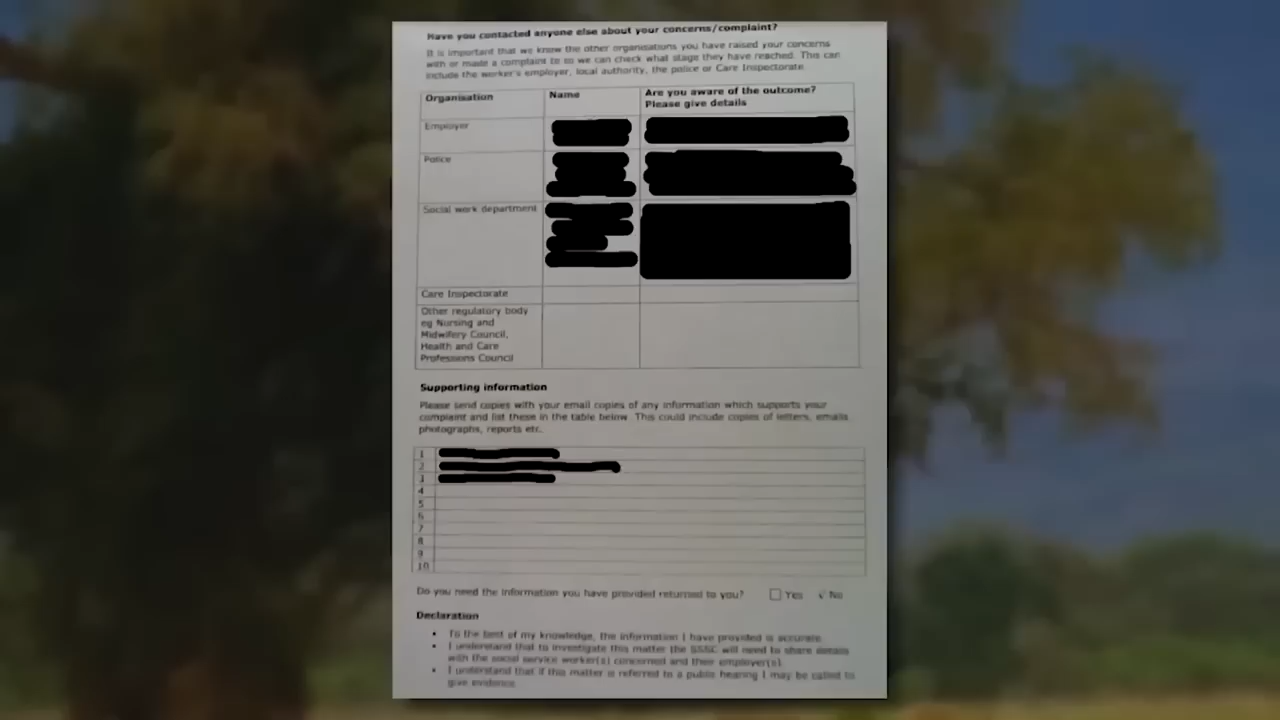 Have you contacted anyone else about your concerns/complaint?
It is important that we know the other organisations you have raised your concerns
with or made a complaint to so we can check what stage they have reached. This can
include the worker's employer, local authority, the police or Care Inspectorate.
Organisation Name Are you aware of the outcome?
Please give details
Employer
Police
Social work department
Care Inspectorate
Other regulatory body
eg Nursing and
Midwifery Council,
Health and Care
Professions Council
Supporting information
Please send copies with your email copies of any information which supports your
complaint and list these in the table below. This could include copies of letters, emails
photographs, reports etc.
1
2
3
4
5
6
7
8
9
10
Do you need the information you have provided returned to you? Yes √ No
Declaration
• To the best of my knowledge, the information I have provided is accurate.
• I understand that to investigate this matter the SSSC will need to share details
with the social service worker(s) concerned and their employer(s).
• I understand that if this matter is referred to a public hearing I may be called to
give evidence.